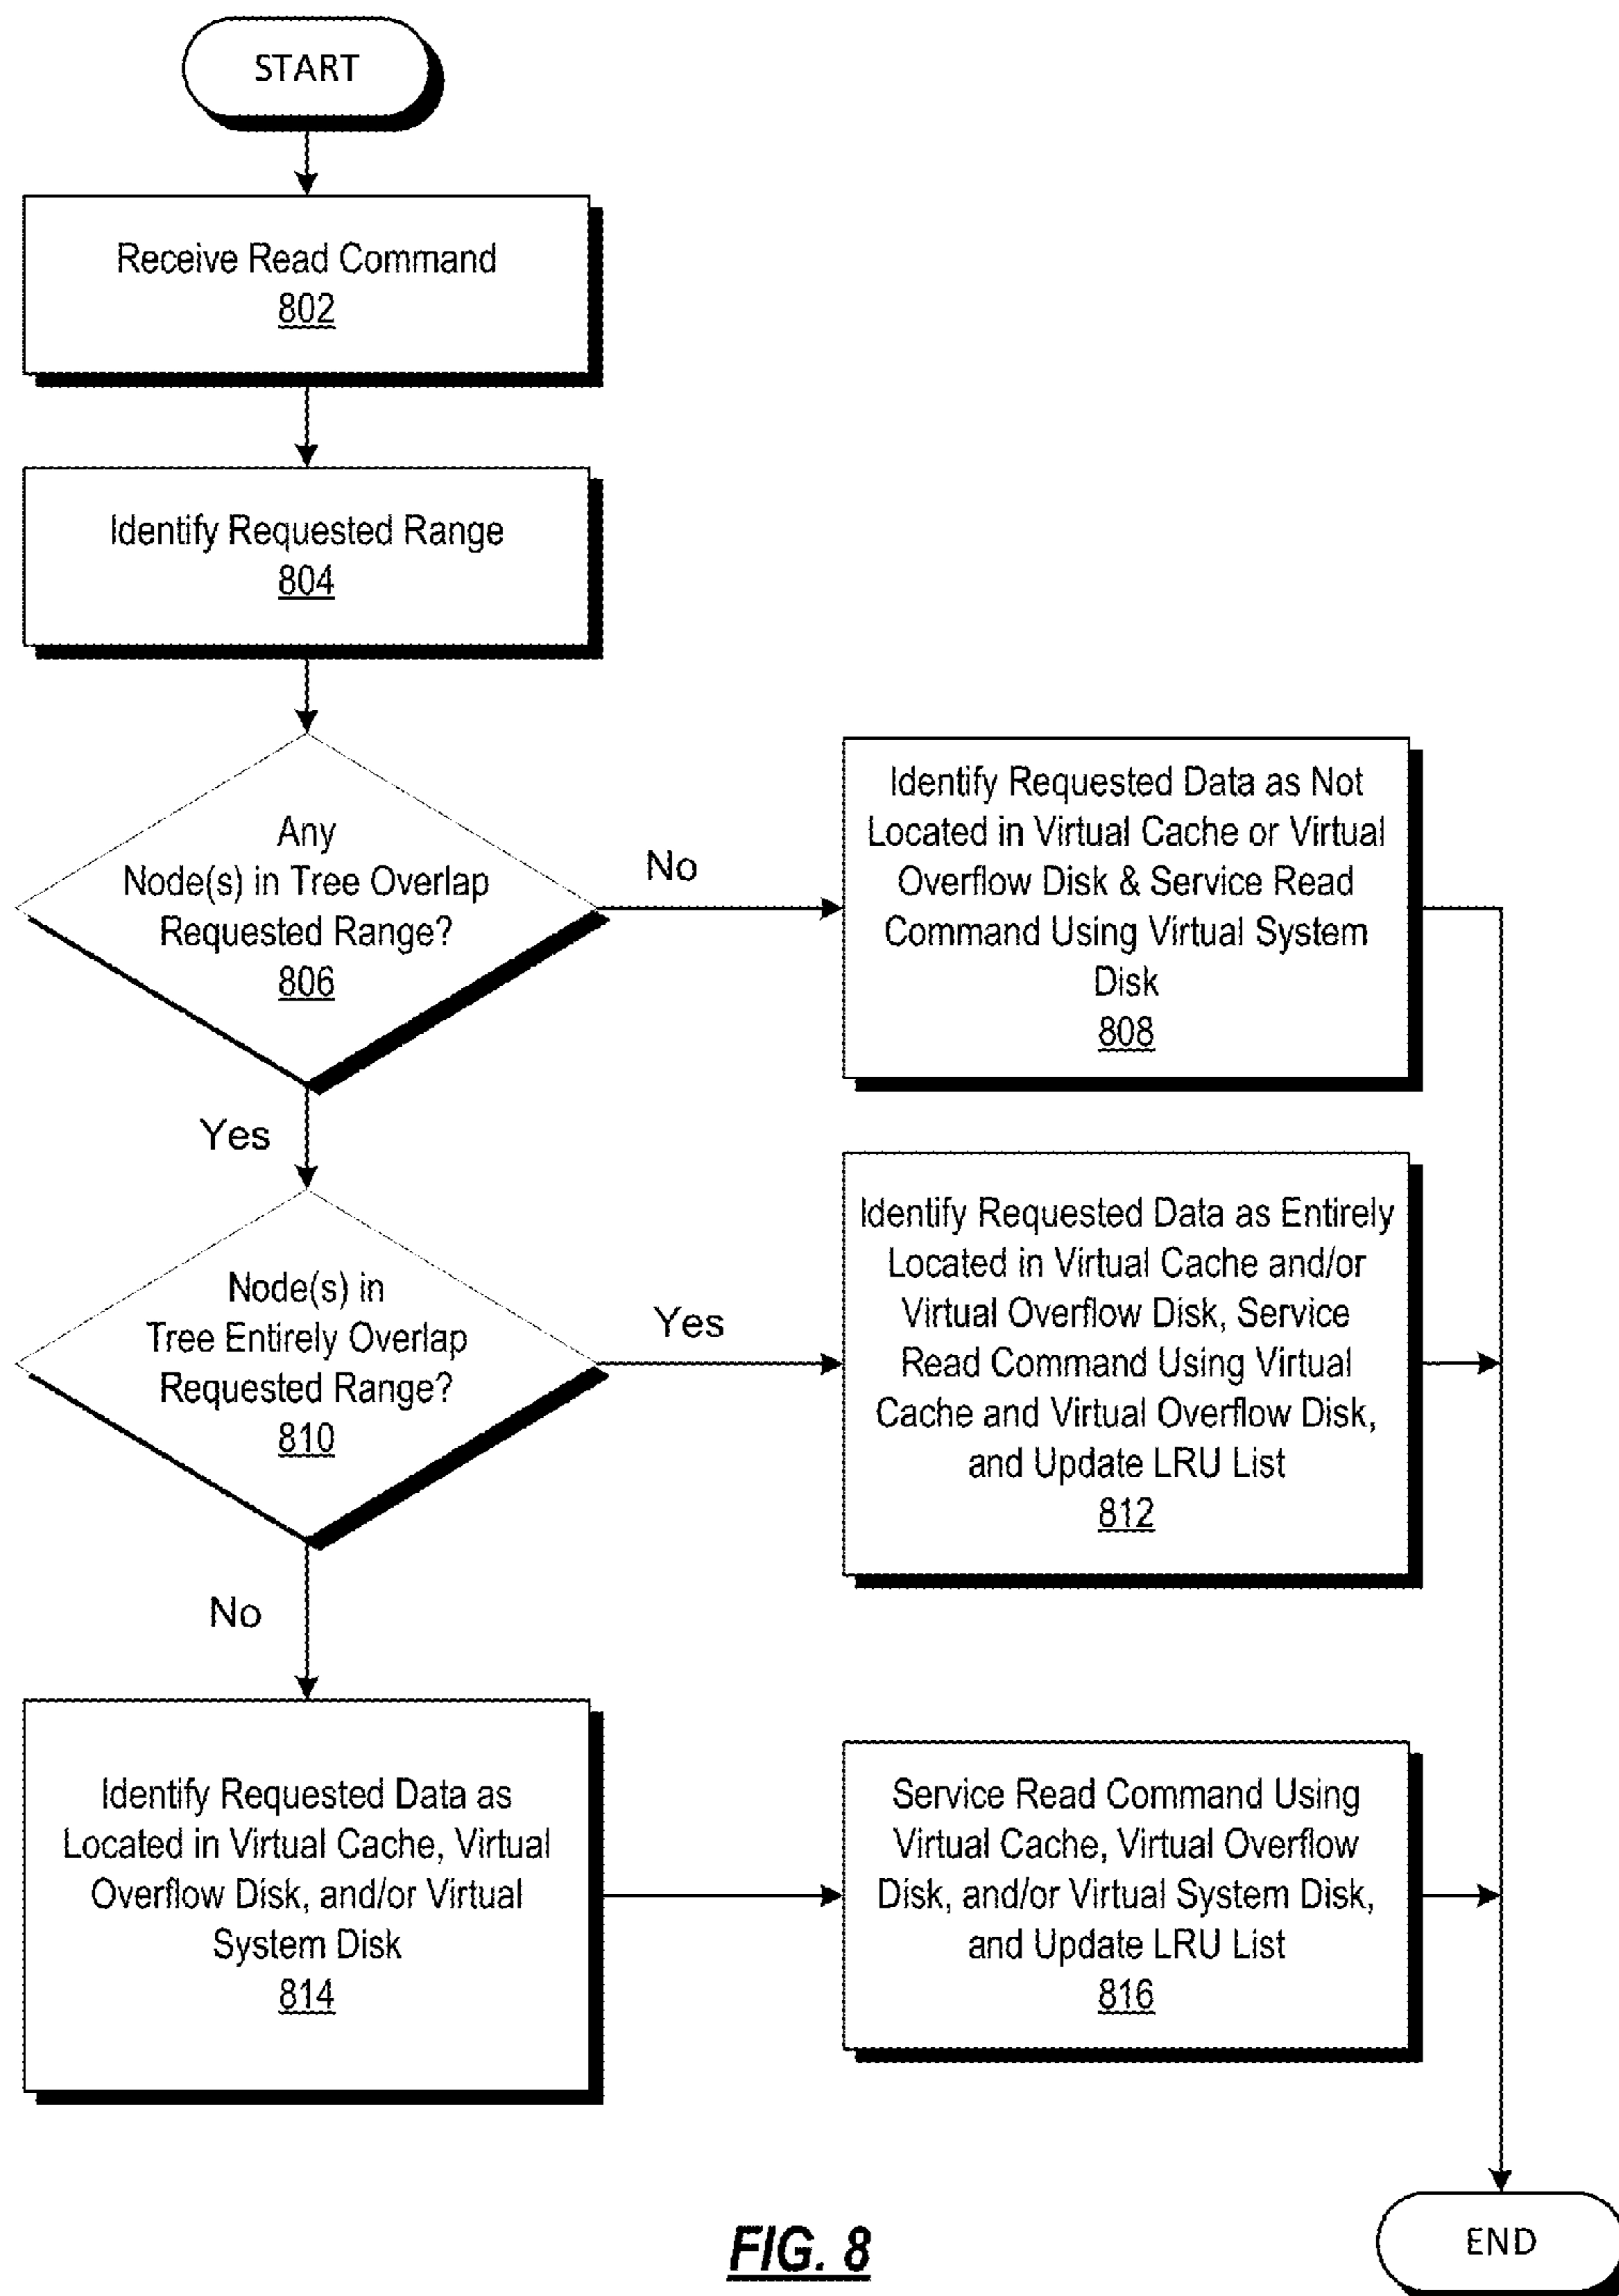 START
Receive Read Command
802
Identify Requested Range
804
Any
Node(s) in Tree Overlap
Requested Range?
806
No
Identify Requested Data as Not
Located in Virtual Cache or Virtual
Overflow Disk & Service Read
Command Using Virtual System
Disk
808
Yes
Node(s) in
Tree Entirely Overlap
Requested Range?
810
Yes
Identify Requested Data as Entirely
Located in Virtual Cache and/or
Virtual Overflow Disk, Service
Read Command Using Virtual
Cache and Virtual Overflow Disk,
and Update LRU List
812
No
Identify Requested Data as
Located in Virtual Cache, Virtual
Overflow Disk, and/or Virtual
System Disk
814
Service Read Command Using
Virtual Cache, Virtual Overflow
Disk, and/or Virtual System Disk,
and Update LRU List
816
END
FIG. 8